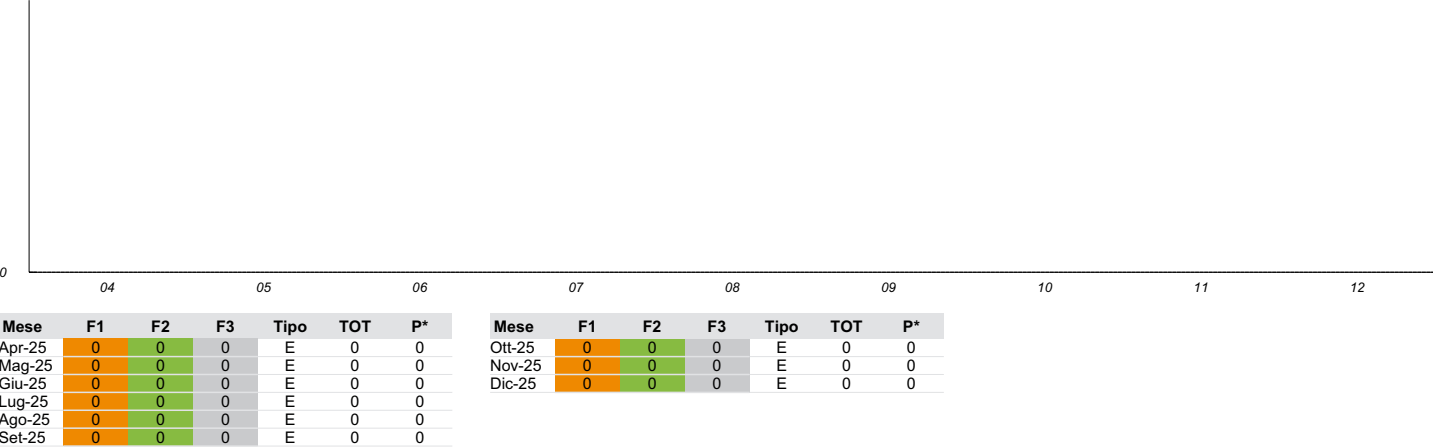 0
04 05 06 07 08 09 10 11 12
Mese F1 F2 F3 Tipo TOT P*
Apr-25 0 0 0 E 0 0
Mag-25 0 0 0 E 0 0
Giu-25 0 0 0 E 0 0
Lug-25 0 0 0 E 0 0
Ago-25 0 0 0 E 0 0
Set-25 0 0 0 E 0 0
Mese F1 F2 F3 Tipo TOT P*
Ott-25 0 0 0 E 0 0
Nov-25 0 0 0 E 0 0
Dic-25 0 0 0 E 0 0